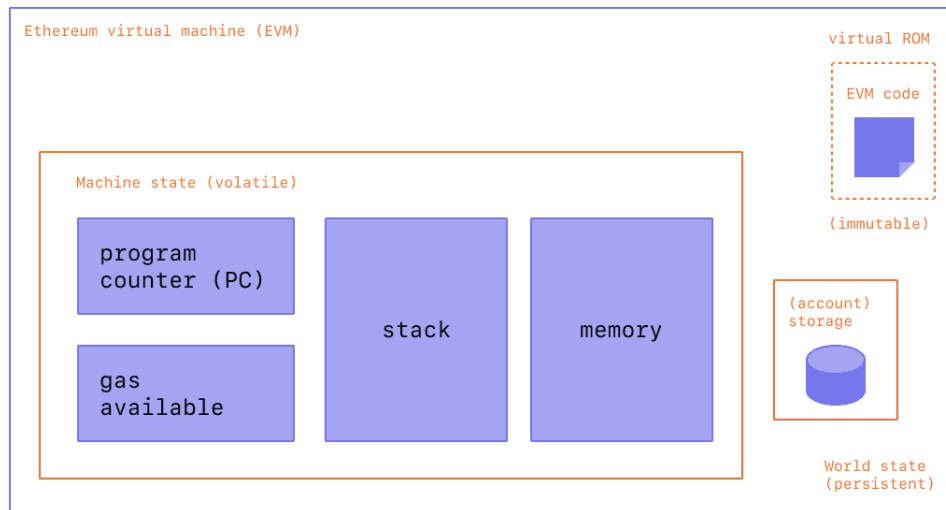 Ethereum virtual machine (EVM)
virtual ROM
EVM code
(immutable)
Machine state (volatile)
program
counter (PC)
gas
available
stack
memory
(account)
storage
World state
(persistent)